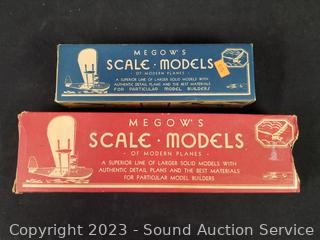 MEGOW'S
SCALE · MODELS
· OF MODERN PLANES ·
A SUPERIOR LINE OF LARGER SOLID MODELS WITH
AUTHENTIC DETAIL PLANS AND THE BEST MATERIALS
FOR PARTICULAR MODEL BUILDERS
MEGOW'S
SCALE · MODELS
· OF MODERN PLANES ·
A SUPERIOR LINE OF LARGER SOLID MODELS WITH
AUTHENTIC DETAIL PLANS AND THE BEST MATERIALS
FOR PARTICULAR MODEL BUILDERS
Copyright 2023 - Sound Auction Service